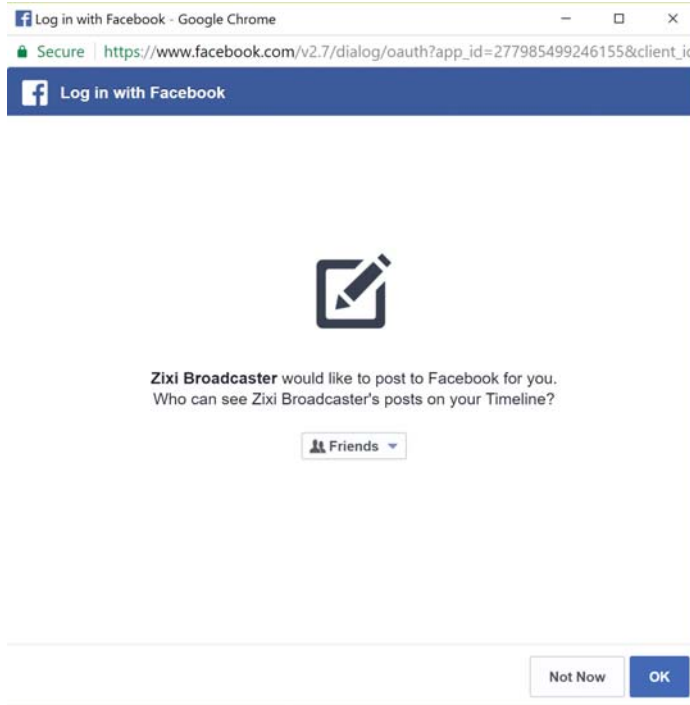 Log in with Facebook - Google Chrome
Secure https://www.facebook.com/v2.7/dialog/oauth?app_id=277985499246155&client_
Log in with Facebook
Zixi Broadcaster would like to post to Facebook for you.
Who can see Zixi Broadcaster's posts on your Timeline?
Friends
Not Now OK